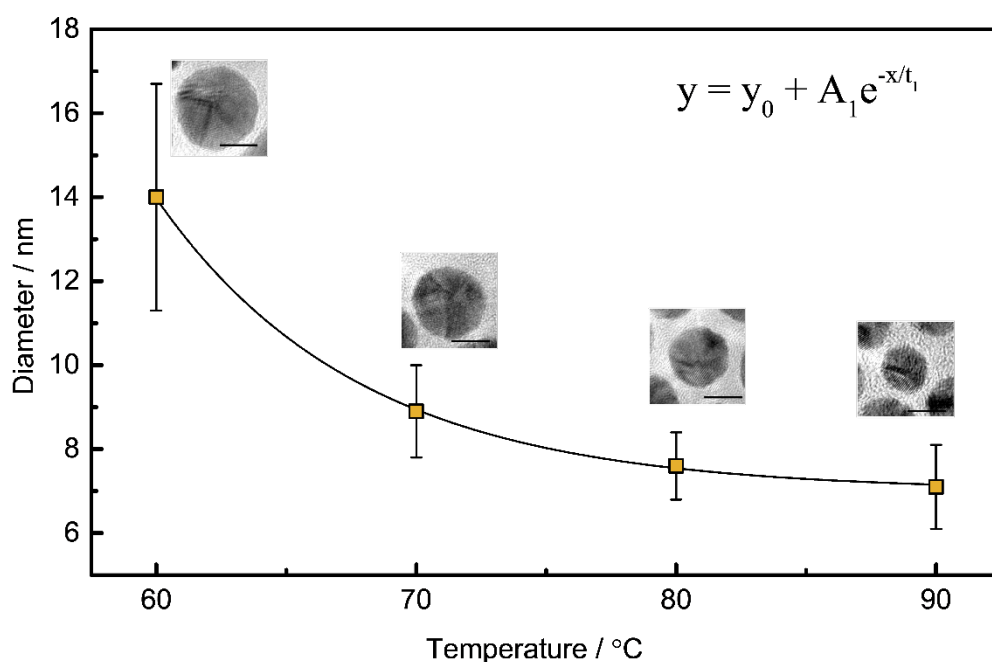 18
16
14
12
10
8
6
Diameter / nm
y = y₀ + A₁e^(-x/t₁)
60 70 80 90
Temperature / °C